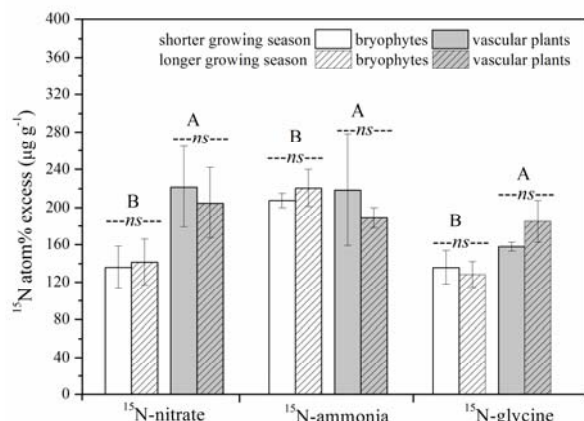 shorter growing season bryophytes vascular plants
longer growing season bryophytes vascular plants
¹⁵N atom% excess (µg g⁻¹)
400
360
320
280
240
200
160
120
80
40
0
B
ns
A
ns
B
ns
A
ns
B
ns
A
ns
¹⁵N-nitrate ¹⁵N-ammonia ¹⁵N-glycine